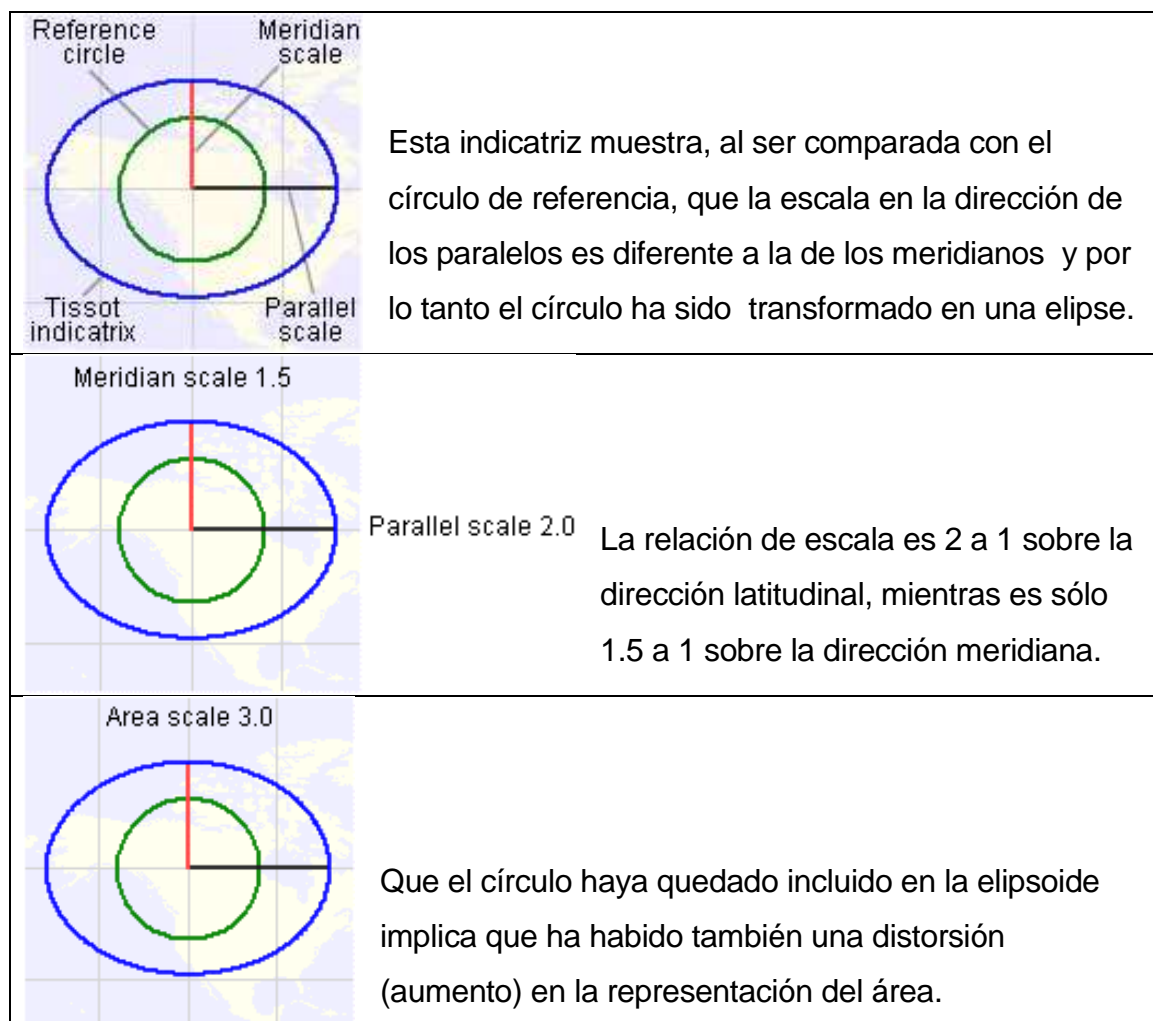 Reference
circle
Meridian
scale
Tissot
indicatrix
Parallel
scale
Esta indicatriz muestra, al ser comparada con el
círculo de referencia, que la escala en la dirección de
los paralelos es diferente a la de los meridianos y por
lo tanto el círculo ha sido transformado en una elipse.
Meridian scale 1.5
Parallel scale 2.0
La relación de escala es 2 a 1 sobre la
dirección latitudinal, mientras es sólo
1.5 a 1 sobre la dirección meridiana.
Area scale 3.0
Que el círculo haya quedado incluido en la elipsoide
implica que ha habido también una distorsión
(aumento) en la representación del área.